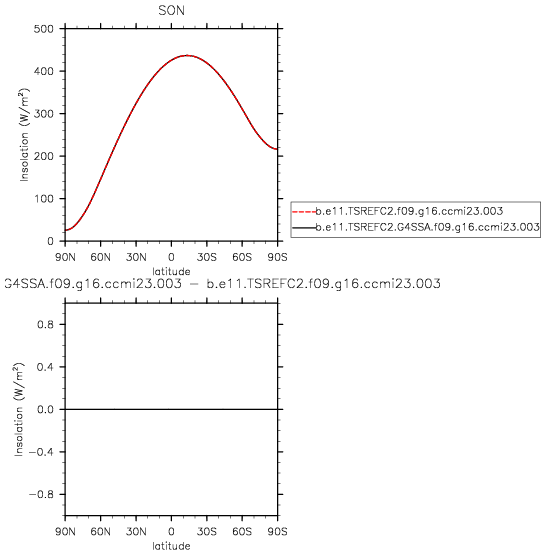 SON
500
400
300
200
100
0
Insolation (W/m²)
90N 60N 30N 0 30S 60S 90S
latitude
b.e11.TSREFC2.f09.g16.ccmi23.003
b.e11.TSREFC2.G4SSA.f09.g16.ccmi23.003
G4SSA.f09.g16.ccmi23.003 − b.e11.TSREFC2.f09.g16.ccmi23.003
0.8
0.4
0.0
−0.4
−0.8
Insolation (W/m²)
90N 60N 30N 0 30S 60S 90S
latitude